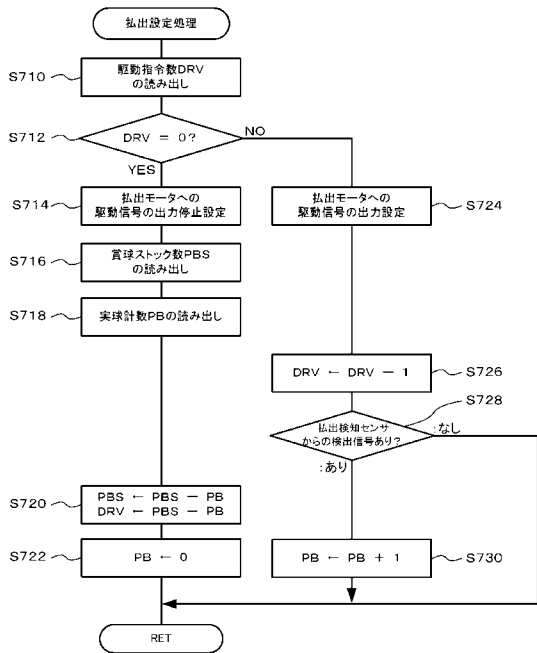 払出設定処理
S710
駆動指令数DRV
の読み出し
S712
DRV = 0?
NO
YES
S714
払出モータへの
駆動信号の出力停止設定
払出モータへの
駆動信号の出力設定
S724
S716
賞球ストック数PBS
の読み出し
S718
実球計数PBの読み出し
DRV ← DRV − 1
S726
S728
払出検知センサ
からの検出信号あり?
:なし
:あり
S720
PBS ← PBS − PB
DRV ← PBS − PB
S722
PB ← 0
PB ← PB + 1
S730
RET